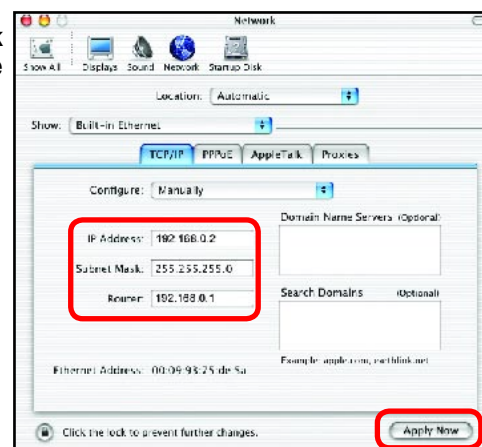 k
e
Network
Show All Displays Sound Network Startup Disk
Location: Automatic
Show: Built-in Ethernet
TCP/IP PPPoE AppleTalk Proxies
Configure: Manually
Domain Name Servers (Optional)
IP Address: 192.168.0.2
Subnet Mask: 255.255.255.0
Router: 192.168.0.1
Search Domains (Optional)
Example: apple.com, earthlink.net
Ethernet Address: 00:09:93:75:de:5a
Click the lock to prevent further changes.
Apply Now